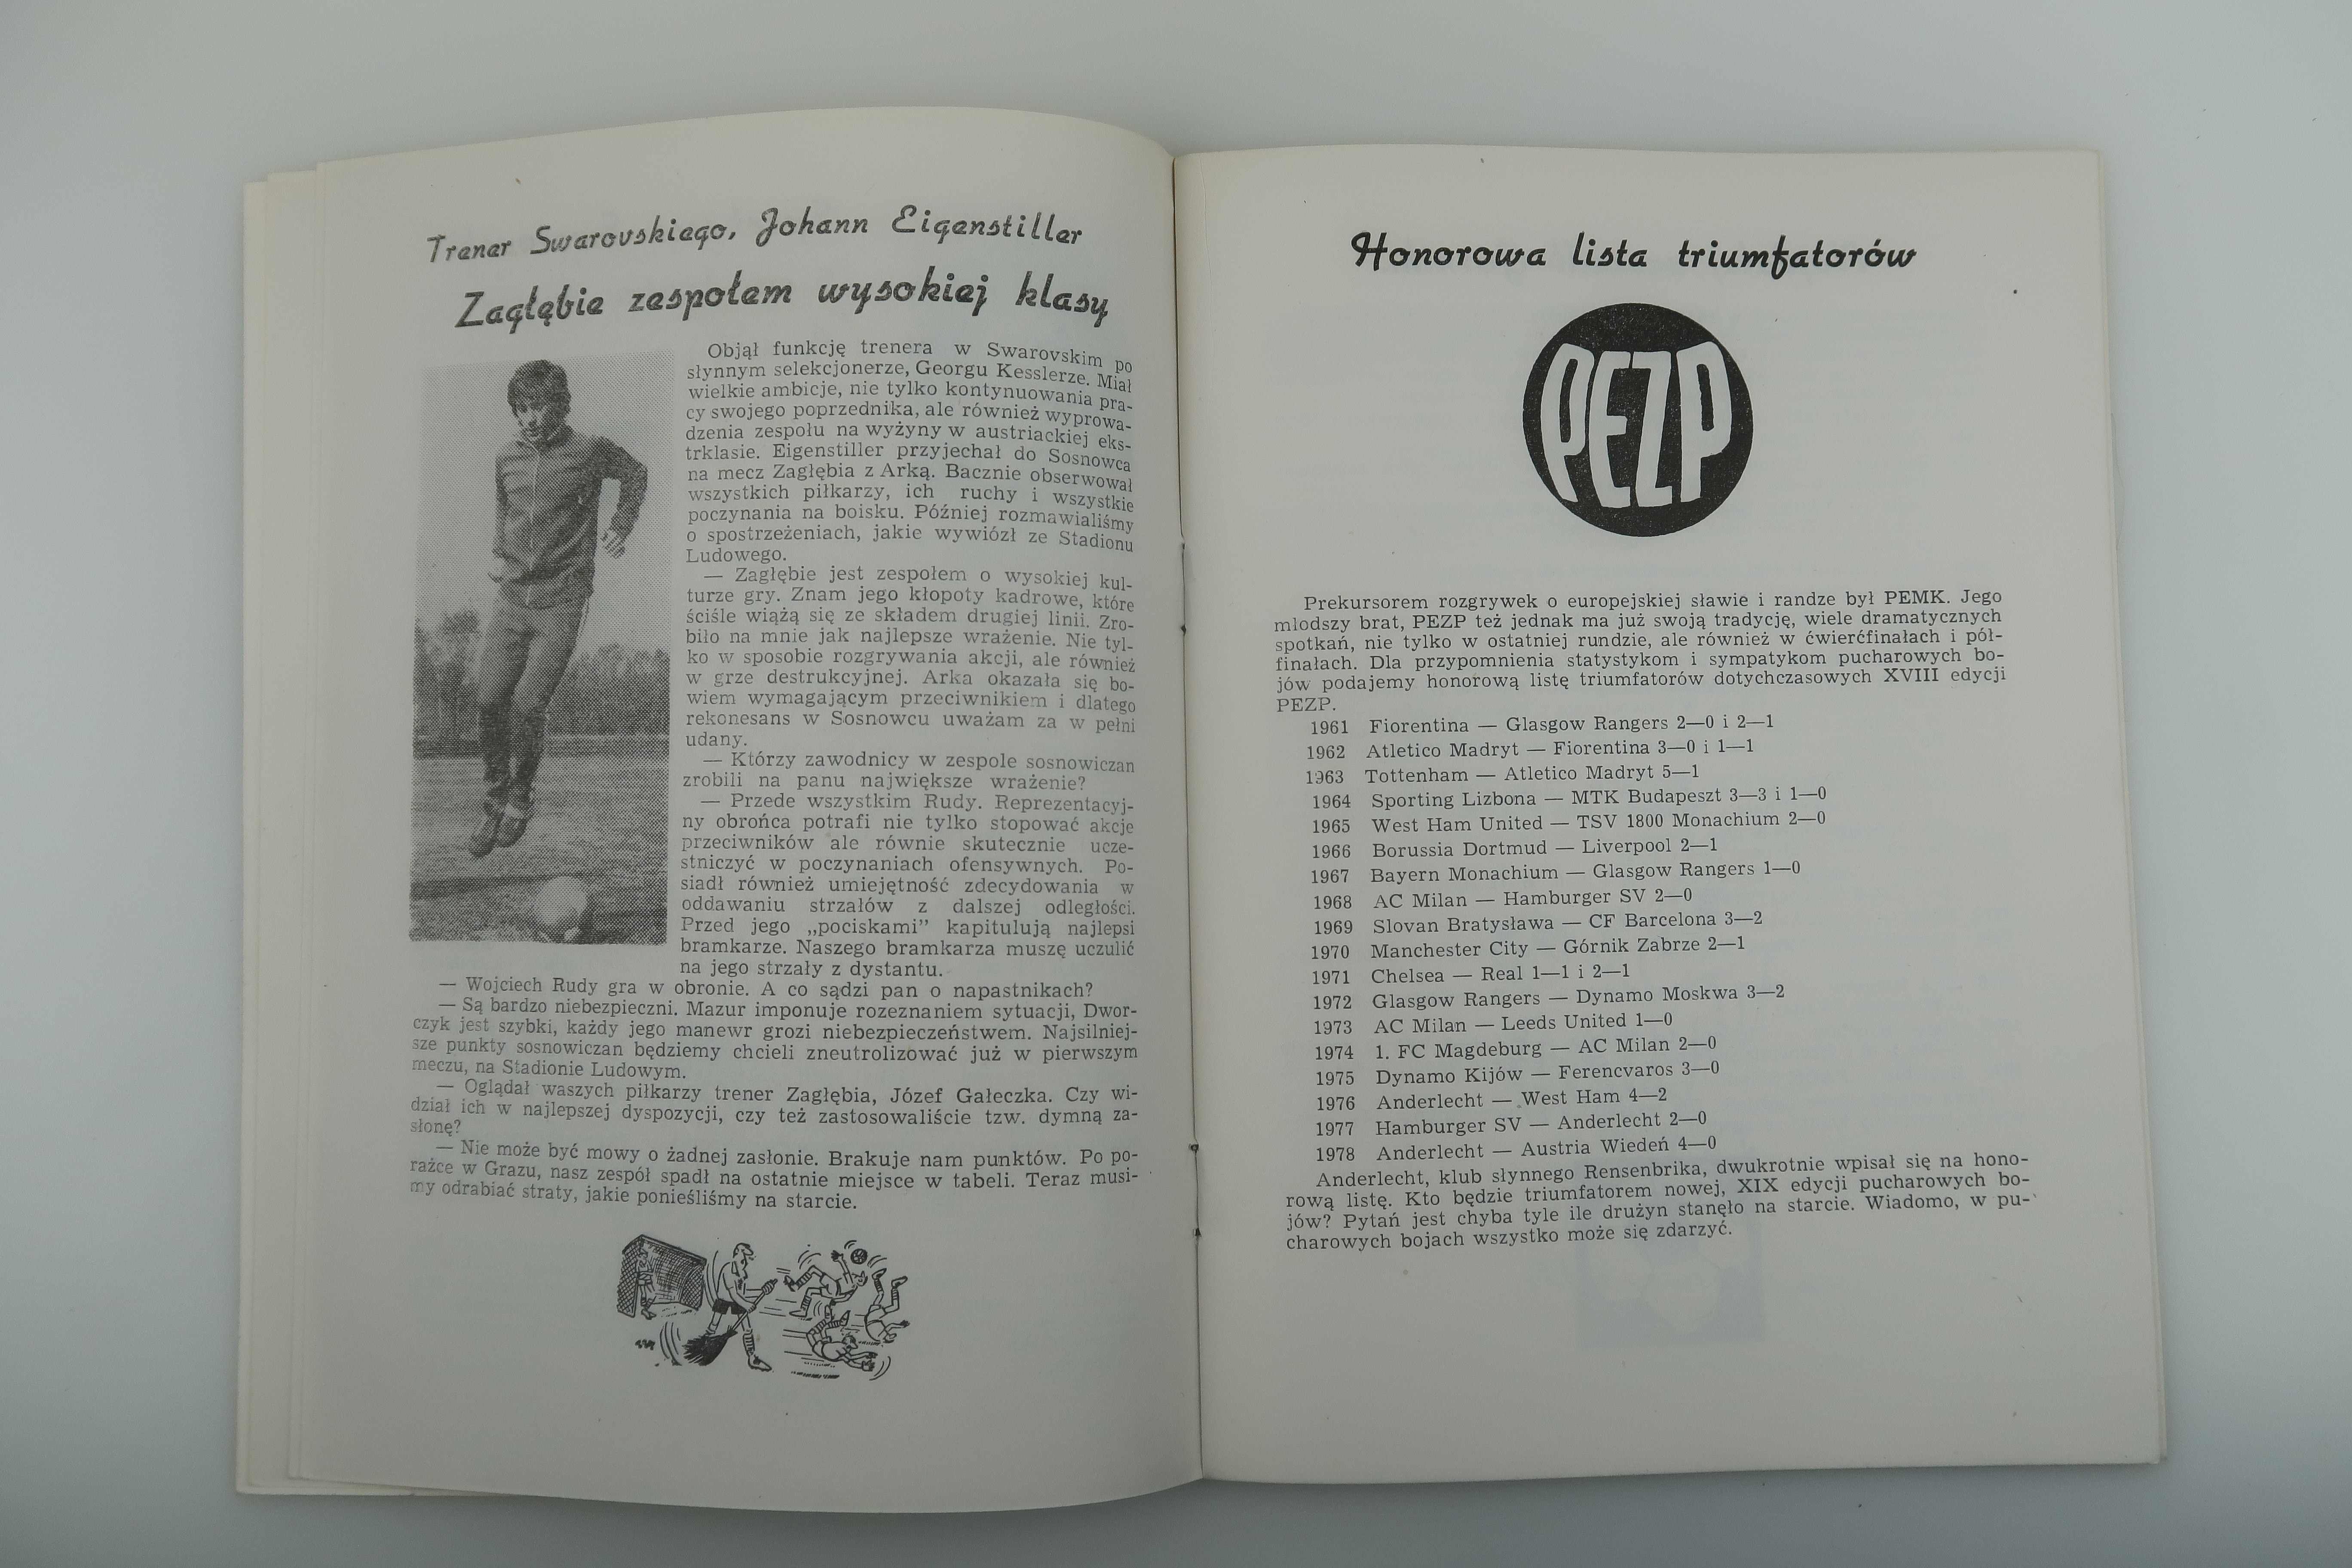 Trener Swarovskiego, Johann Eigenstiller
Zagłębie zespołem wysokiej klasy
Objął funkcję trenera w Swarovskim po
słynnym selekcjonerze, Georgu Kesslerze. Miał
wielkie ambicje, nie tylko kontynuowania pra-
cy swojego poprzednika, ale również wyprowa-
dzenia zespołu na wyżyny w austriackiej eks-
trklasie. Eigenstiller przyjechał do Sosnowca
na mecz Zagłębia z Arką. Bacznie obserwował
wszystkich piłkarzy, ich ruchy i wszystkie
poczynania na boisku. Później rozmawialiśmy
o spostrzeżeniach, jakie wywiózł ze Stadionu
Ludowego.
— Zagłębie jest zespołem o wysokiej kul-
turze gry. Znam jego kłopoty kadrowe, które
ściśle wiążą się ze składem drugiej linii. Zro-
biło na mnie jak najlepsze wrażenie. Nie tyl-
ko w sposobie rozgrywania akcji, ale również
w grze destrukcyjnej. Arka okazała się bo-
wiem wymagającym przeciwnikiem i dlatego
rekonesans w Sosnowcu uważam za w pełni
udany.
— Którzy zawodnicy w zespole sosnowiczan
zrobili na panu największe wrażenie?
— Przede wszystkim Rudy. Reprezentacyj-
ny obrońca potrafi nie tylko stopować akcje
przeciwników ale równie skutecznie ucze-
stniczyć w poczynaniach ofensywnych. Po-
siadł również umiejętność zdecydowania w
oddawaniu strzałów z dalszej odległości.
Przed jego „pociskami” kapitulują najlepsi
bramkarze. Naszego bramkarza muszę uczulić
na jego strzały z dystantu.
— Wojciech Rudy gra w obronie. A co sądzi pan o napastnikach?
— Są bardzo niebezpieczni. Mazur imponuje rozeznaniem sytuacji, Dwor-
czyk jest szybki, każdy jego manewr grozi niebezpieczeństwem. Najsilniej-
sze punkty sosnowiczan będziemy chcieli zneutrolizować już w pierwszym
meczu, na Stadionie Ludowym.
— Oglądał waszych piłkarzy trener Zagłębia, Józef Gałeczka. Czy wi-
dział ich w najlepszej dyspozycji, czy też zastosowaliście tzw. dymną za-
słonę?
— Nie może być mowy o żadnej zasłonie. Brakuje nam punktów. Po po-
rażce w Grazu, nasz zespół spadł na ostatnie miejsce w tabeli. Teraz musi-
my odrabiać straty, jakie ponieśliśmy na starcie.
Honorowa lista triumfatorów
PEZP
Prekursorem rozgrywek o europejskiej sławie i randze był PEMK. Jego
młodszy brat, PEZP też jednak ma już swoją tradycję, wiele dramatycznych
spotkań, nie tylko w ostatniej rundzie, ale również w ćwierćfinałach i pół-
finałach. Dla przypomnienia statystykom i sympatykom pucharowych bo-
jów podajemy honorową listę triumfatorów dotychczasowych XVIII edycji
PEZP.
1961 Fiorentina — Glasgow Rangers 2—0 i 2—1
1962 Atletico Madryt — Fiorentina 3—0 i 1—1
1963 Tottenham — Atletico Madryt 5—1
1964 Sporting Lizbona — MTK Budapeszt 3—3 i 1—0
1965 West Ham United — TSV 1800 Monachium 2—0
1966 Borussia Dortmud — Liverpool 2—1
1967 Bayern Monachium — Glasgow Rangers 1—0
1968 AC Milan — Hamburger SV 2—0
1969 Slovan Bratysława — CF Barcelona 3—2
1970 Manchester City — Górnik Zabrze 2—1
1971 Chelsea — Real 1—1 i 2—1
1972 Glasgow Rangers — Dynamo Moskwa 3—2
1973 AC Milan — Leeds United 1—0
1974 1. FC Magdeburg — AC Milan 2—0
1975 Dynamo Kijów — Ferencvaros 3—0
1976 Anderlecht — West Ham 4—2
1977 Hamburger SV — Anderlecht 2—0
1978 Anderlecht — Austria Wiedeń 4—0
Anderlecht, klub słynnego Rensenbrika, dwukrotnie wpisał się na hono-
rową listę. Kto będzie triumfatorem nowej, XIX edycji pucharowych bo-
jów? Pytań jest chyba tyle ile drużyn stanęło na starcie. Wiadomo, w pu-
charowych bojach wszystko może się zdarzyć.